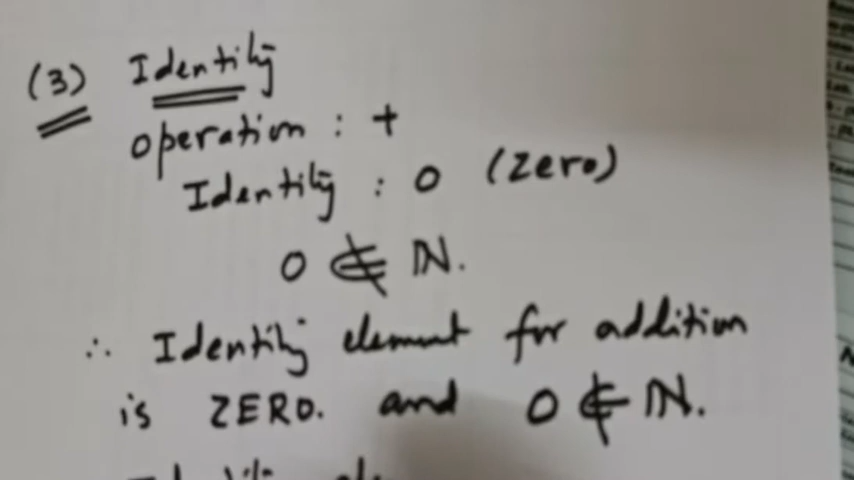 (3) Identity
operation : +
Identity : 0 (zero)
0 ∉ ℕ.
∴ Identity element for addition
is ZERO. and 0 ∉ ℕ.